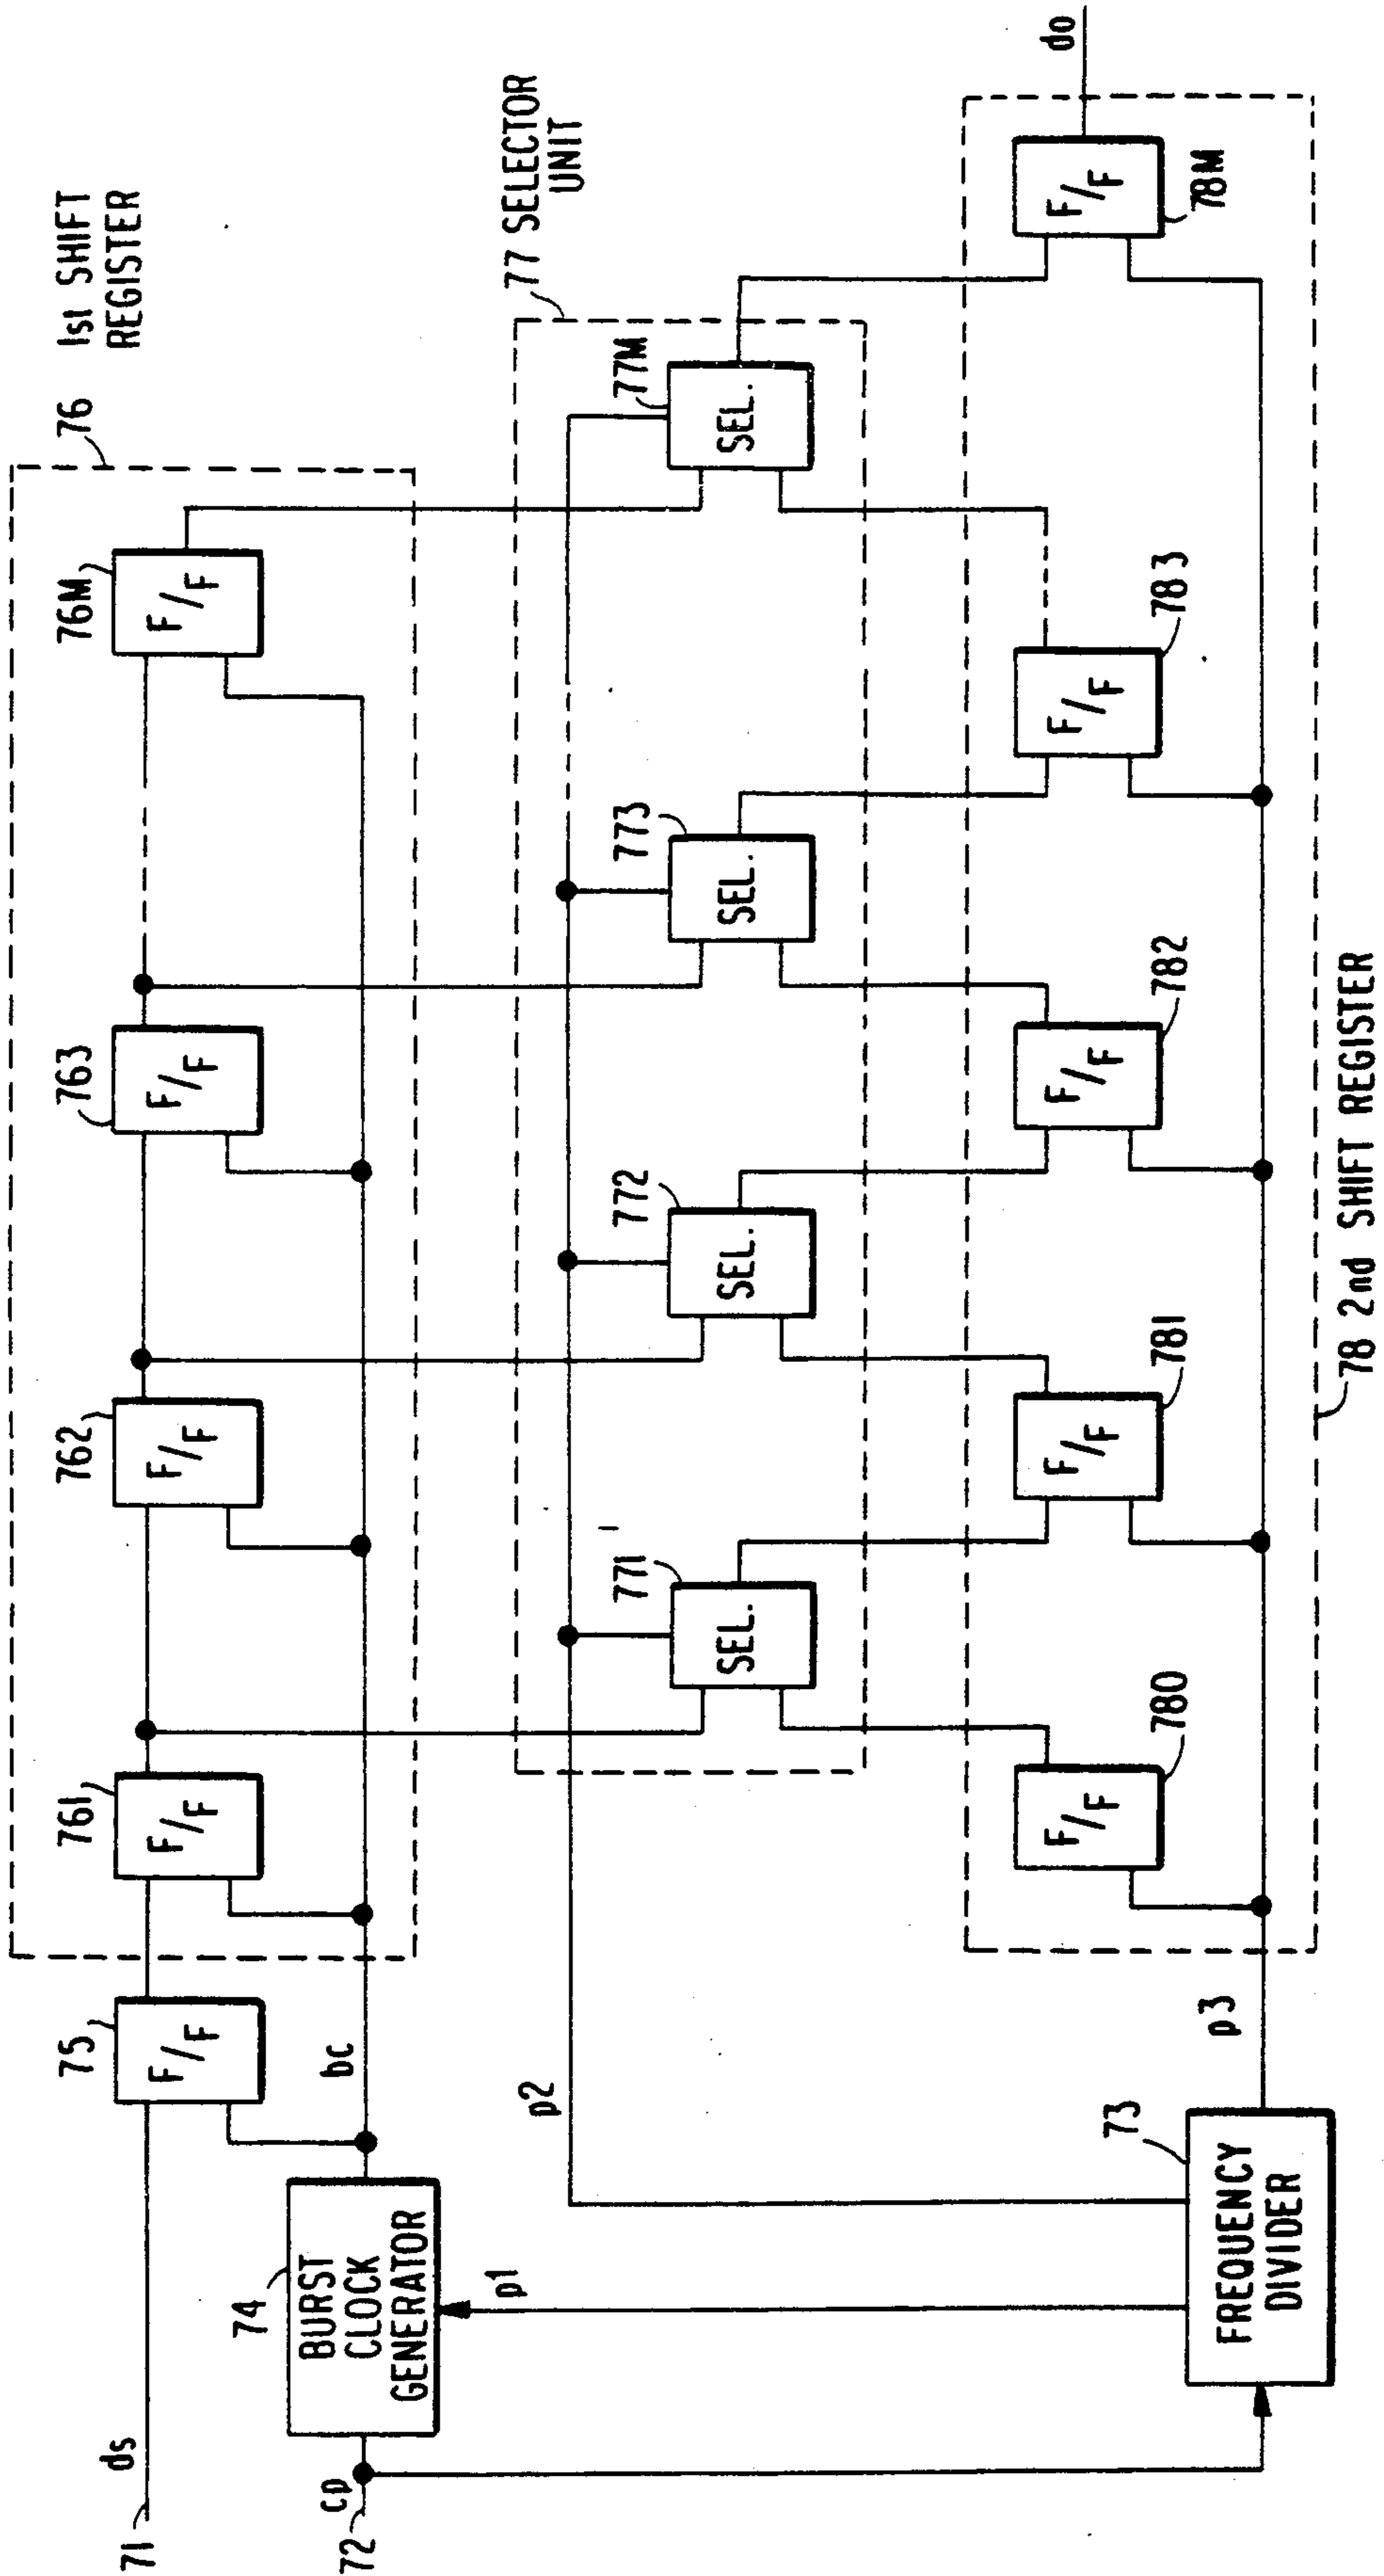 76 1st SHIFT
REGISTER
71
ds
75
F/F
761
F/F
762
F/F
763
F/F
76M
F/F
72
cp
74
BURST
CLOCK
GENERATOR
bc
p1
p2
77 SELECTOR
UNIT
771
SEL.
772
SEL.
773
SEL.
77M
SEL.
73
FREQUENCY
DIVIDER
p3
780
F/F
781
F/F
782
F/F
783
F/F
78M
F/F
do
78 2nd SHIFT REGISTER